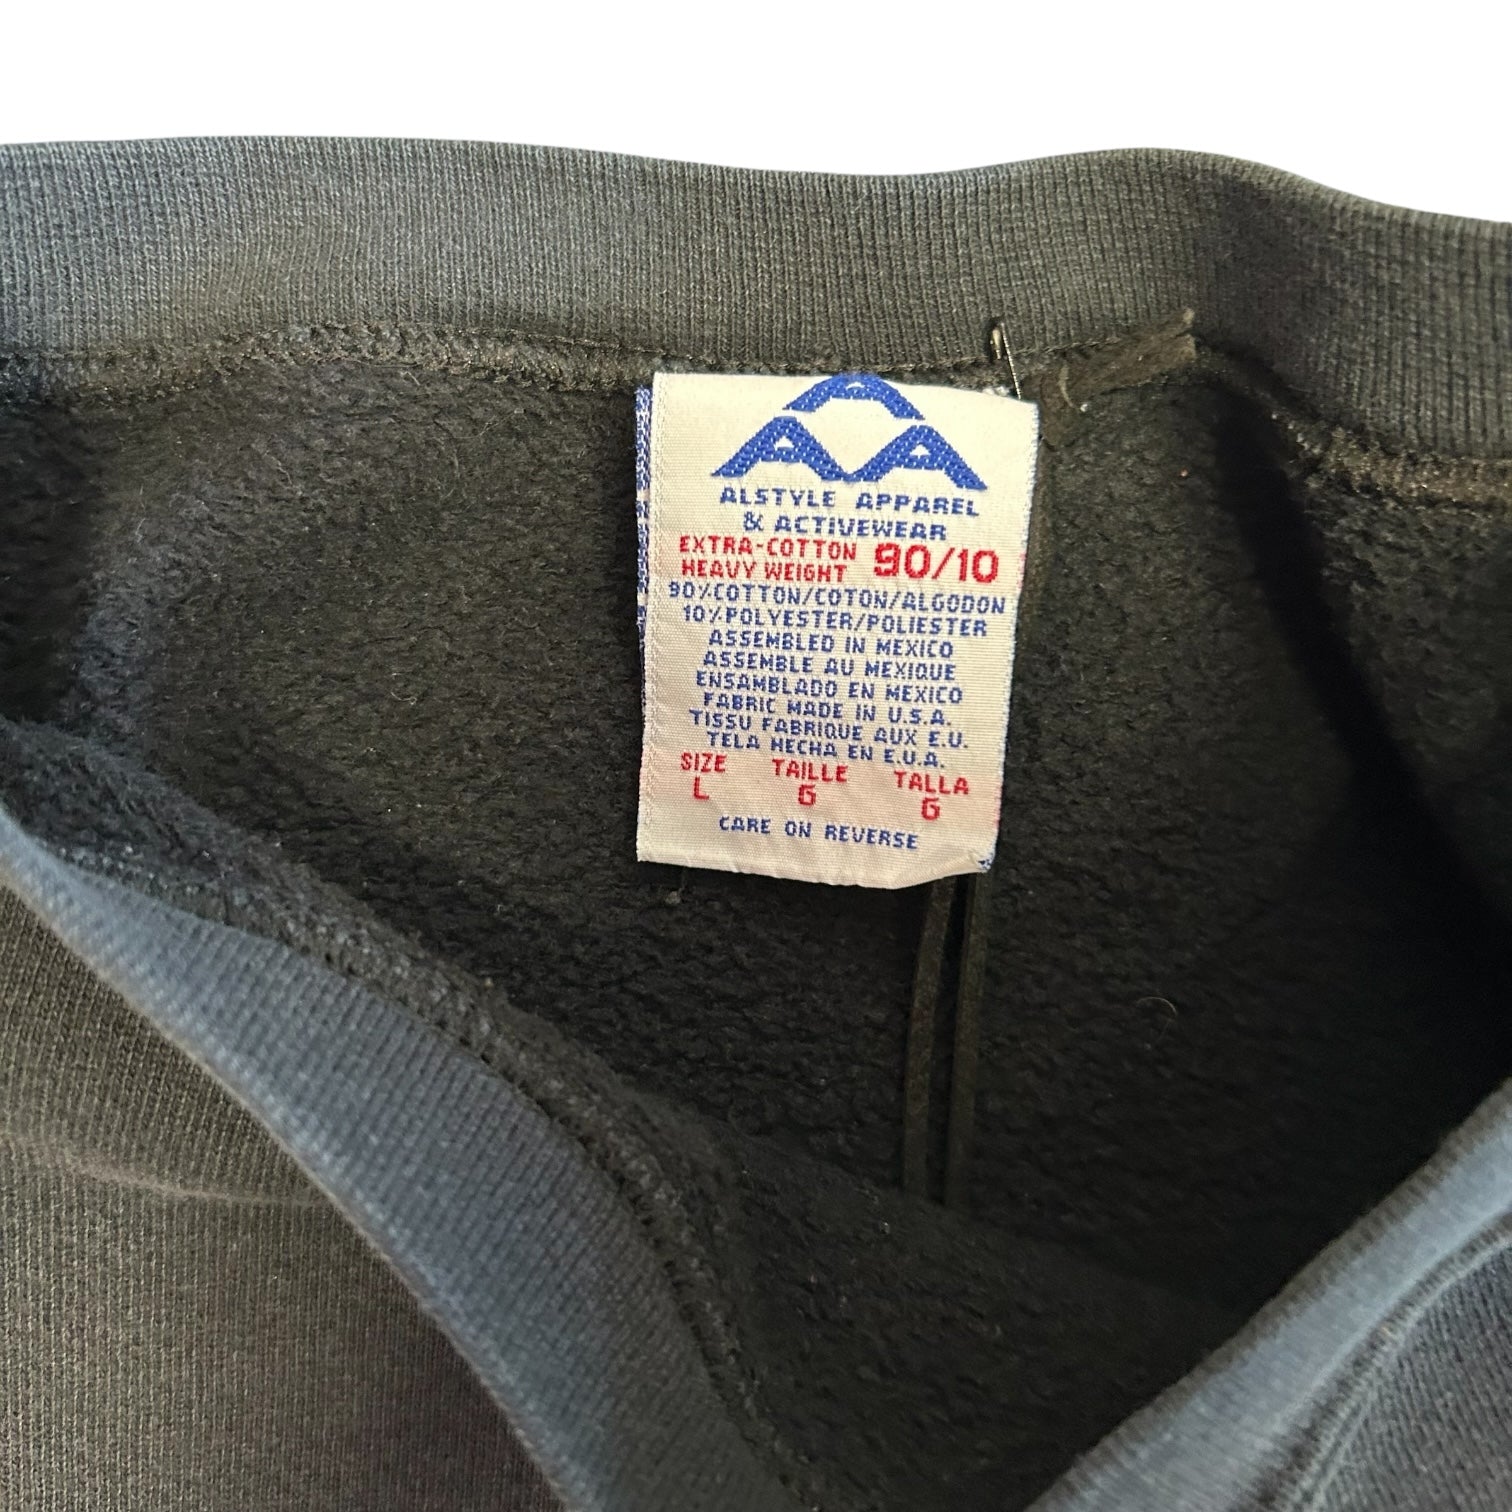 A
A A
ALSTYLE APPAREL
& ACTIVEWEAR
EXTRA-COTTON 90/10
HEAVY WEIGHT
90%COTTON/COTON/ALGODON
10%POLYESTER/POLIESTER
ASSEMBLED IN MEXICO
ASSEMBLE AU MEXIQUE
ENSAMBLADO EN MEXICO
FABRIC MADE IN U.S.A.
TISSU FABRIQUE AUX E.U.
TELA HECHA EN E.U.A.
SIZE TAILLE TALLA
L G G
CARE ON REVERSE